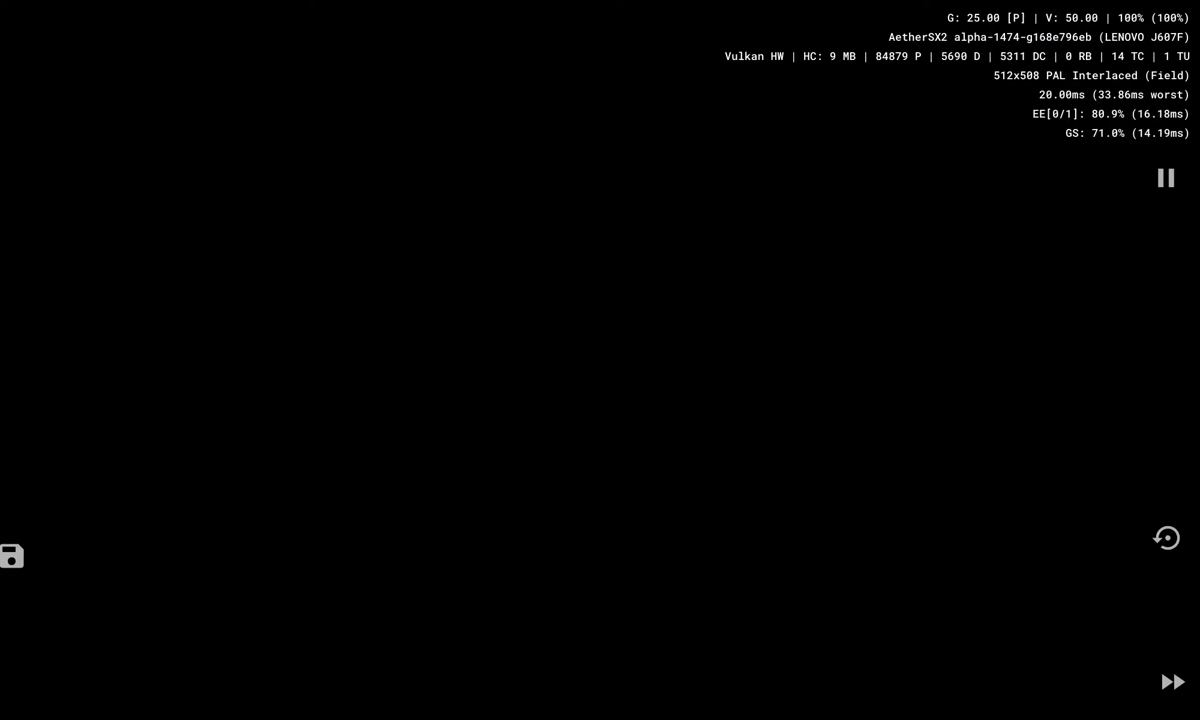 G: 25.00 [P] | V: 50.00 | 100% (100%)
AetherSX2 alpha-1474-g168e796eb (LENOVO J607F)
Vulkan HW | HC: 9 MB | 84879 P | 5690 D | 5311 DC | 0 RB | 14 TC | 1 TU
512x508 PAL Interlaced (Field)
20.00ms (33.86ms worst)
EE[0/1]: 80.9% (16.18ms)
GS: 71.0% (14.19ms)